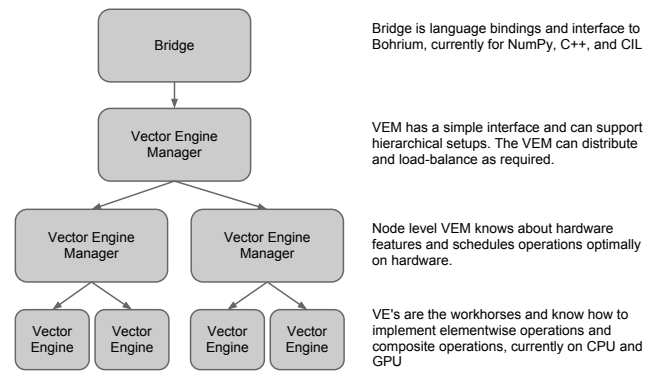 Bridge
Bridge is language bindings and interface to
Bohrium, currently for NumPy, C++, and CIL
Vector Engine
Manager
VEM has a simple interface and can support
hierarchical setups. The VEM can distribute
and load-balance as required.
Vector Engine
Manager
Vector Engine
Manager
Node level VEM knows about hardware
features and schedules operations optimally
on hardware.
Vector
Engine
Vector
Engine
Vector
Engine
Vector
Engine
VE's are the workhorses and know how to
implement elementwise operations and
composite operations, currently on CPU and
GPU